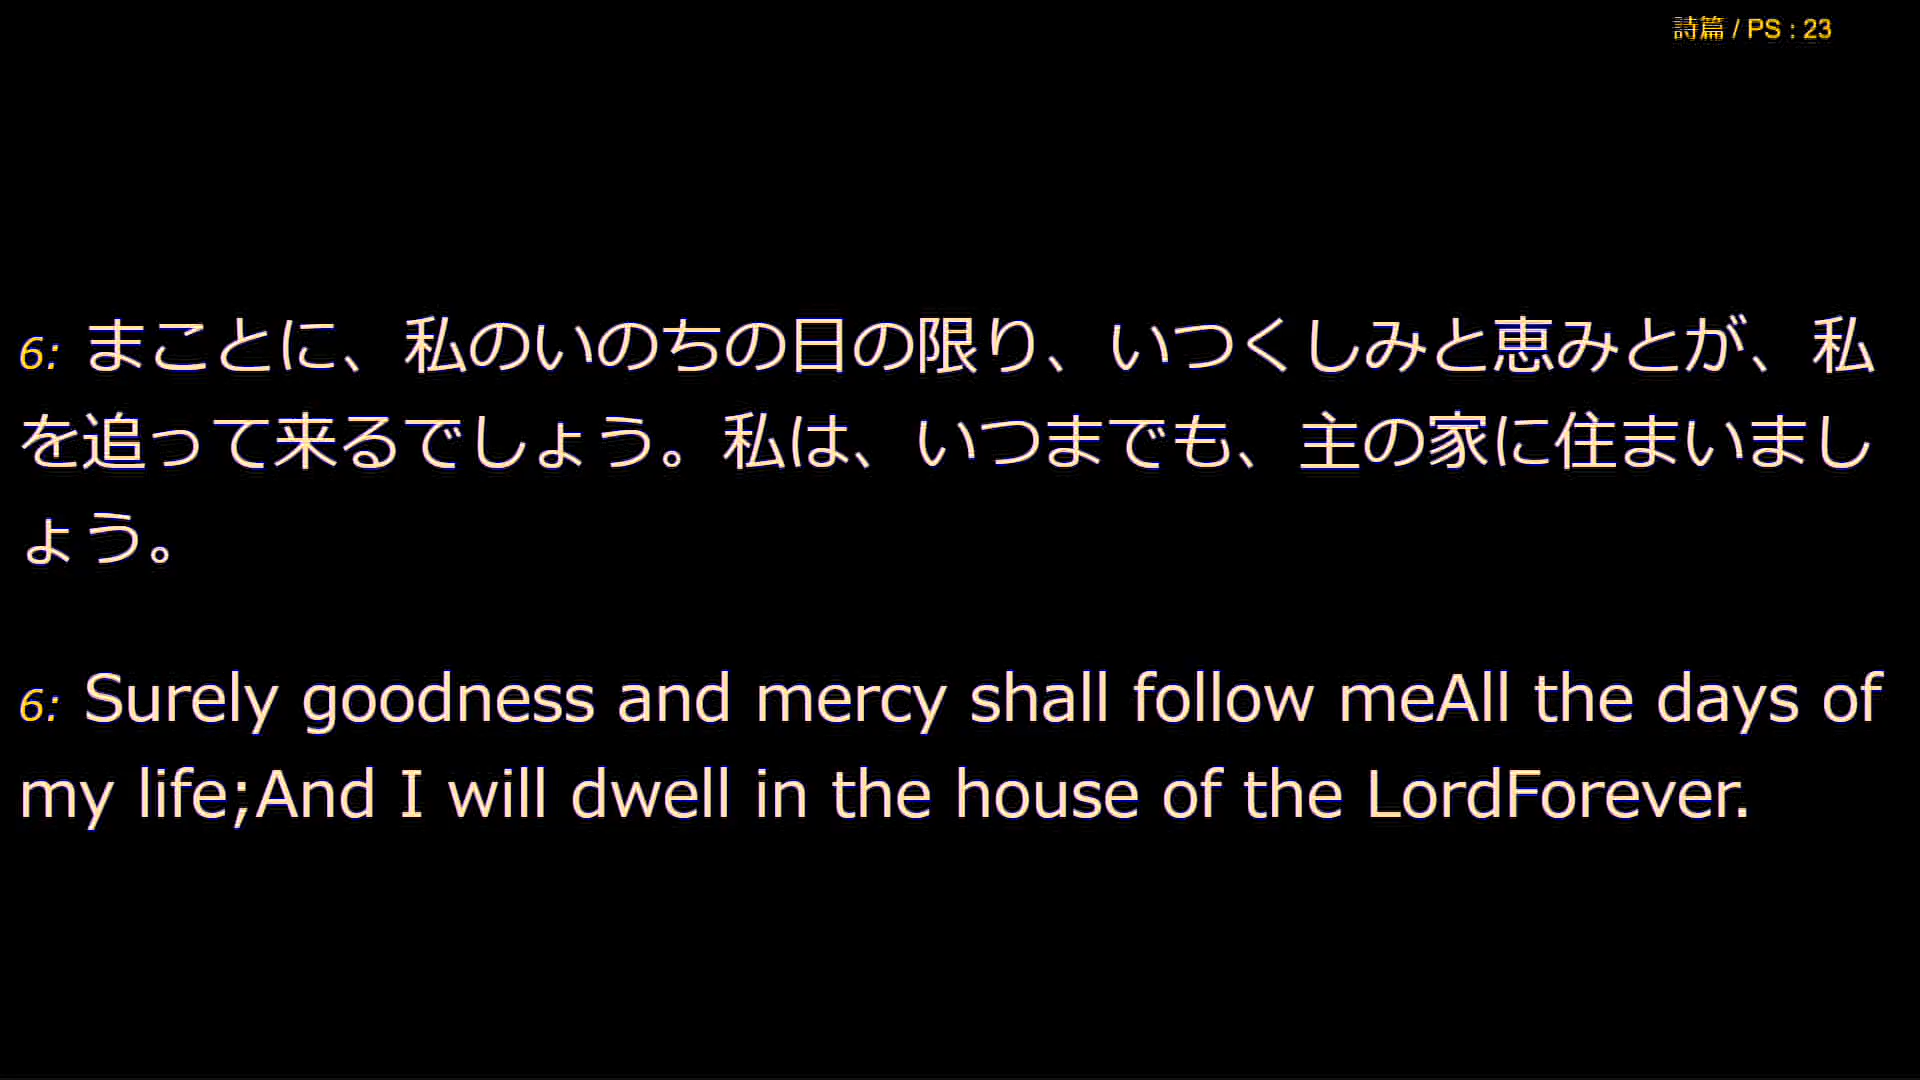 詩篇 / PS : 23
6: まことに、私のいのちの日の限り、いつくしみと恵みとが、私
を追って来るでしょう。私は、いつまでも、主の家に住まいまし
ょう。
6: Surely goodness and mercy shall follow meAll the days of
my life;And I will dwell in the house of the LordForever.